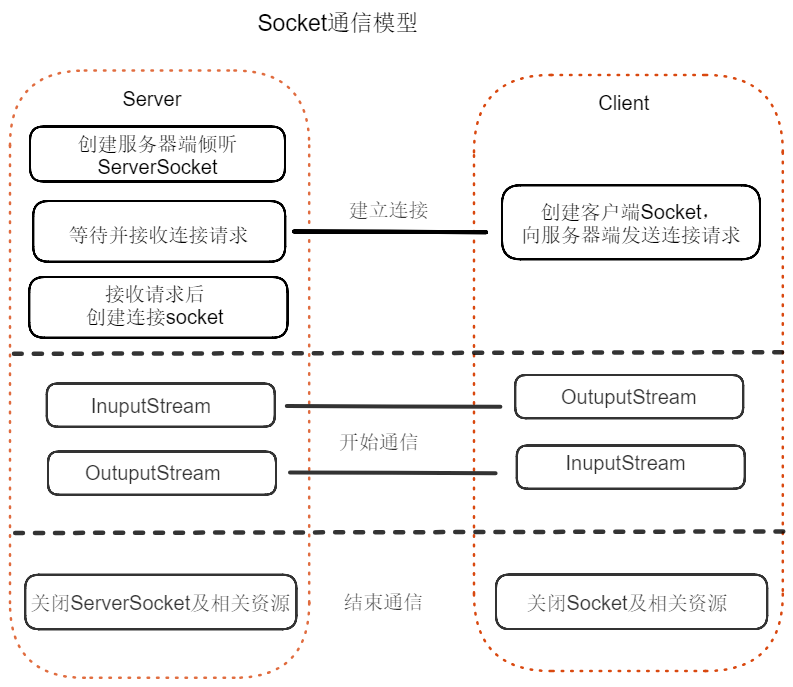 Socket通信模型
Server
Client
创建服务器端倾听
ServerSocket
等待并接收连接请求
建立连接
创建客户端Socket，
向服务器端发送连接请求
接收请求后
创建连接socket
InuputStream
OutuputStream
开始通信
OutuputStream
InuputStream
关闭ServerSocket及相关资源
结束通信
关闭Socket及相关资源